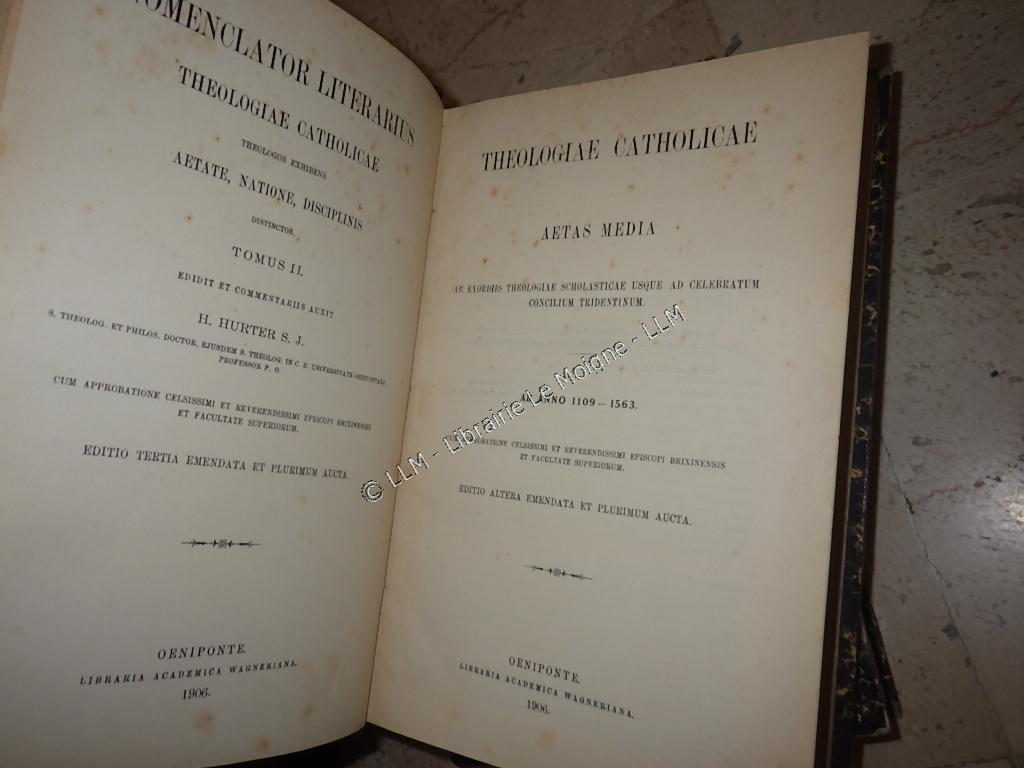 NOMENCLATOR LITERARIUS
THEOLOGIAE CATHOLICAE
THEOLOGOS EXHIBENS
AETATE, NATIONE, DISCIPLINIS
DISTINCTOS.
TOMUS II.
EDIDIT ET COMMENTARIIS AUXIT
H. HURTER S. J.
S. THEOLOG. ET PHILOS. DOCTOR, EJUSDEM S. THEOLOG. IN C. R. UNIVERSITATE OENIPONTANA
PROFESSOR P. O.
CUM APPROBATIONE CELSISSIMI ET REVERENDISSIMI EPISCOPI BRIXINENSIS
ET FACULTATE SUPERIORUM.
EDITIO TERTIA EMENDATA ET PLURIMUM AUCTA.
OENIPONTE.
LIBRARIA ACADEMICA WAGNERIANA.
1906.
THEOLOGIAE CATHOLICAE
AETAS MEDIA
AB EXORDIIS THEOLOGIAE SCHOLASTICAE USQUE AD CELEBRATUM
CONCILIUM TRIDENTINUM.
ANNO 1109—1563.
CELSISSIMI ET REVERENDISSIMI EPISCOPI BRIXINENSIS
ET FACULTATE SUPERIORUM.
EDITIO ALTERA EMENDATA ET PLURIMUM AUCTA.
OENIPONTE.
LIBRARIA ACADEMICA WAGNERIANA.
1906.
© LLM - Librairie Le Moigne - LLM